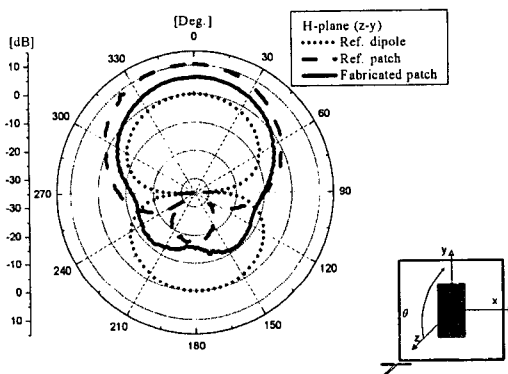 [Deg.]
[dB]
0
330
30
300
60
270
90
240
120
210
150
180
10
0
-10
-20
-30
-30
-20
-10
0
10
H-plane (z-y)
Ref. dipole
Ref. patch
Fabricated patch
y
x
z
θ